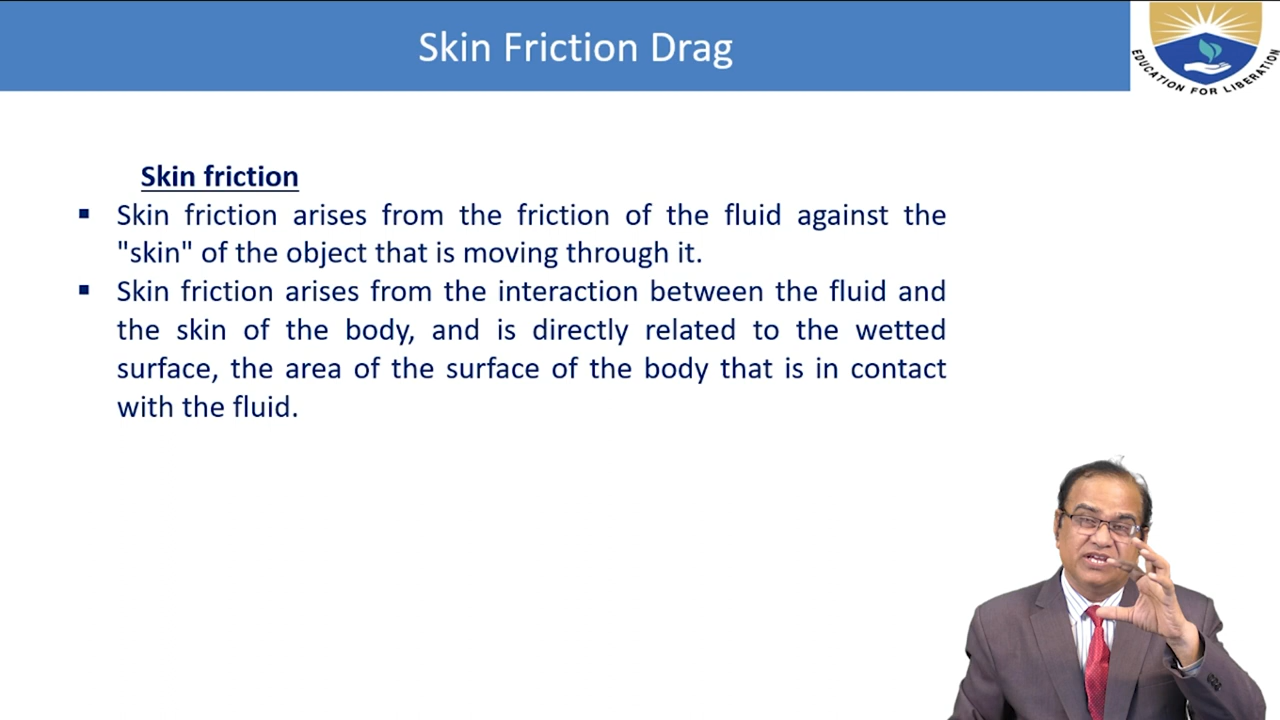 Skin Friction Drag
EDUCATION FOR LIBERATION
Skin friction
▪ Skin friction arises from the friction of the fluid against the
"skin" of the object that is moving through it.
▪ Skin friction arises from the interaction between the fluid and
the skin of the body, and is directly related to the wetted
surface, the area of the surface of the body that is in contact
with the fluid.